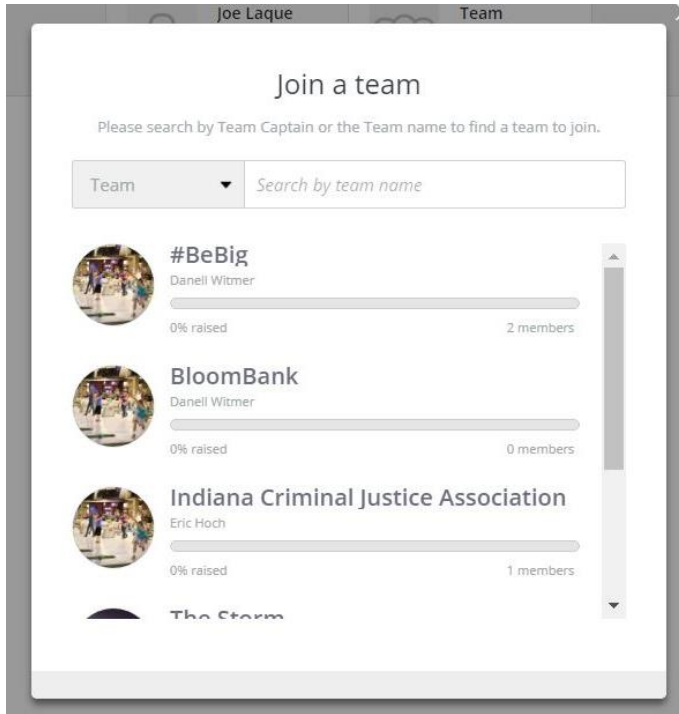 Joe Laque Team
Join a team
Please search by Team Captain or the Team name to find a team to join.
Team Search by team name
#BeBig
Danell Witmer
0% raised 2 members
BloomBank
Danell Witmer
0% raised 0 members
Indiana Criminal Justice Association
Eric Hoch
0% raised 1 members
The Storm